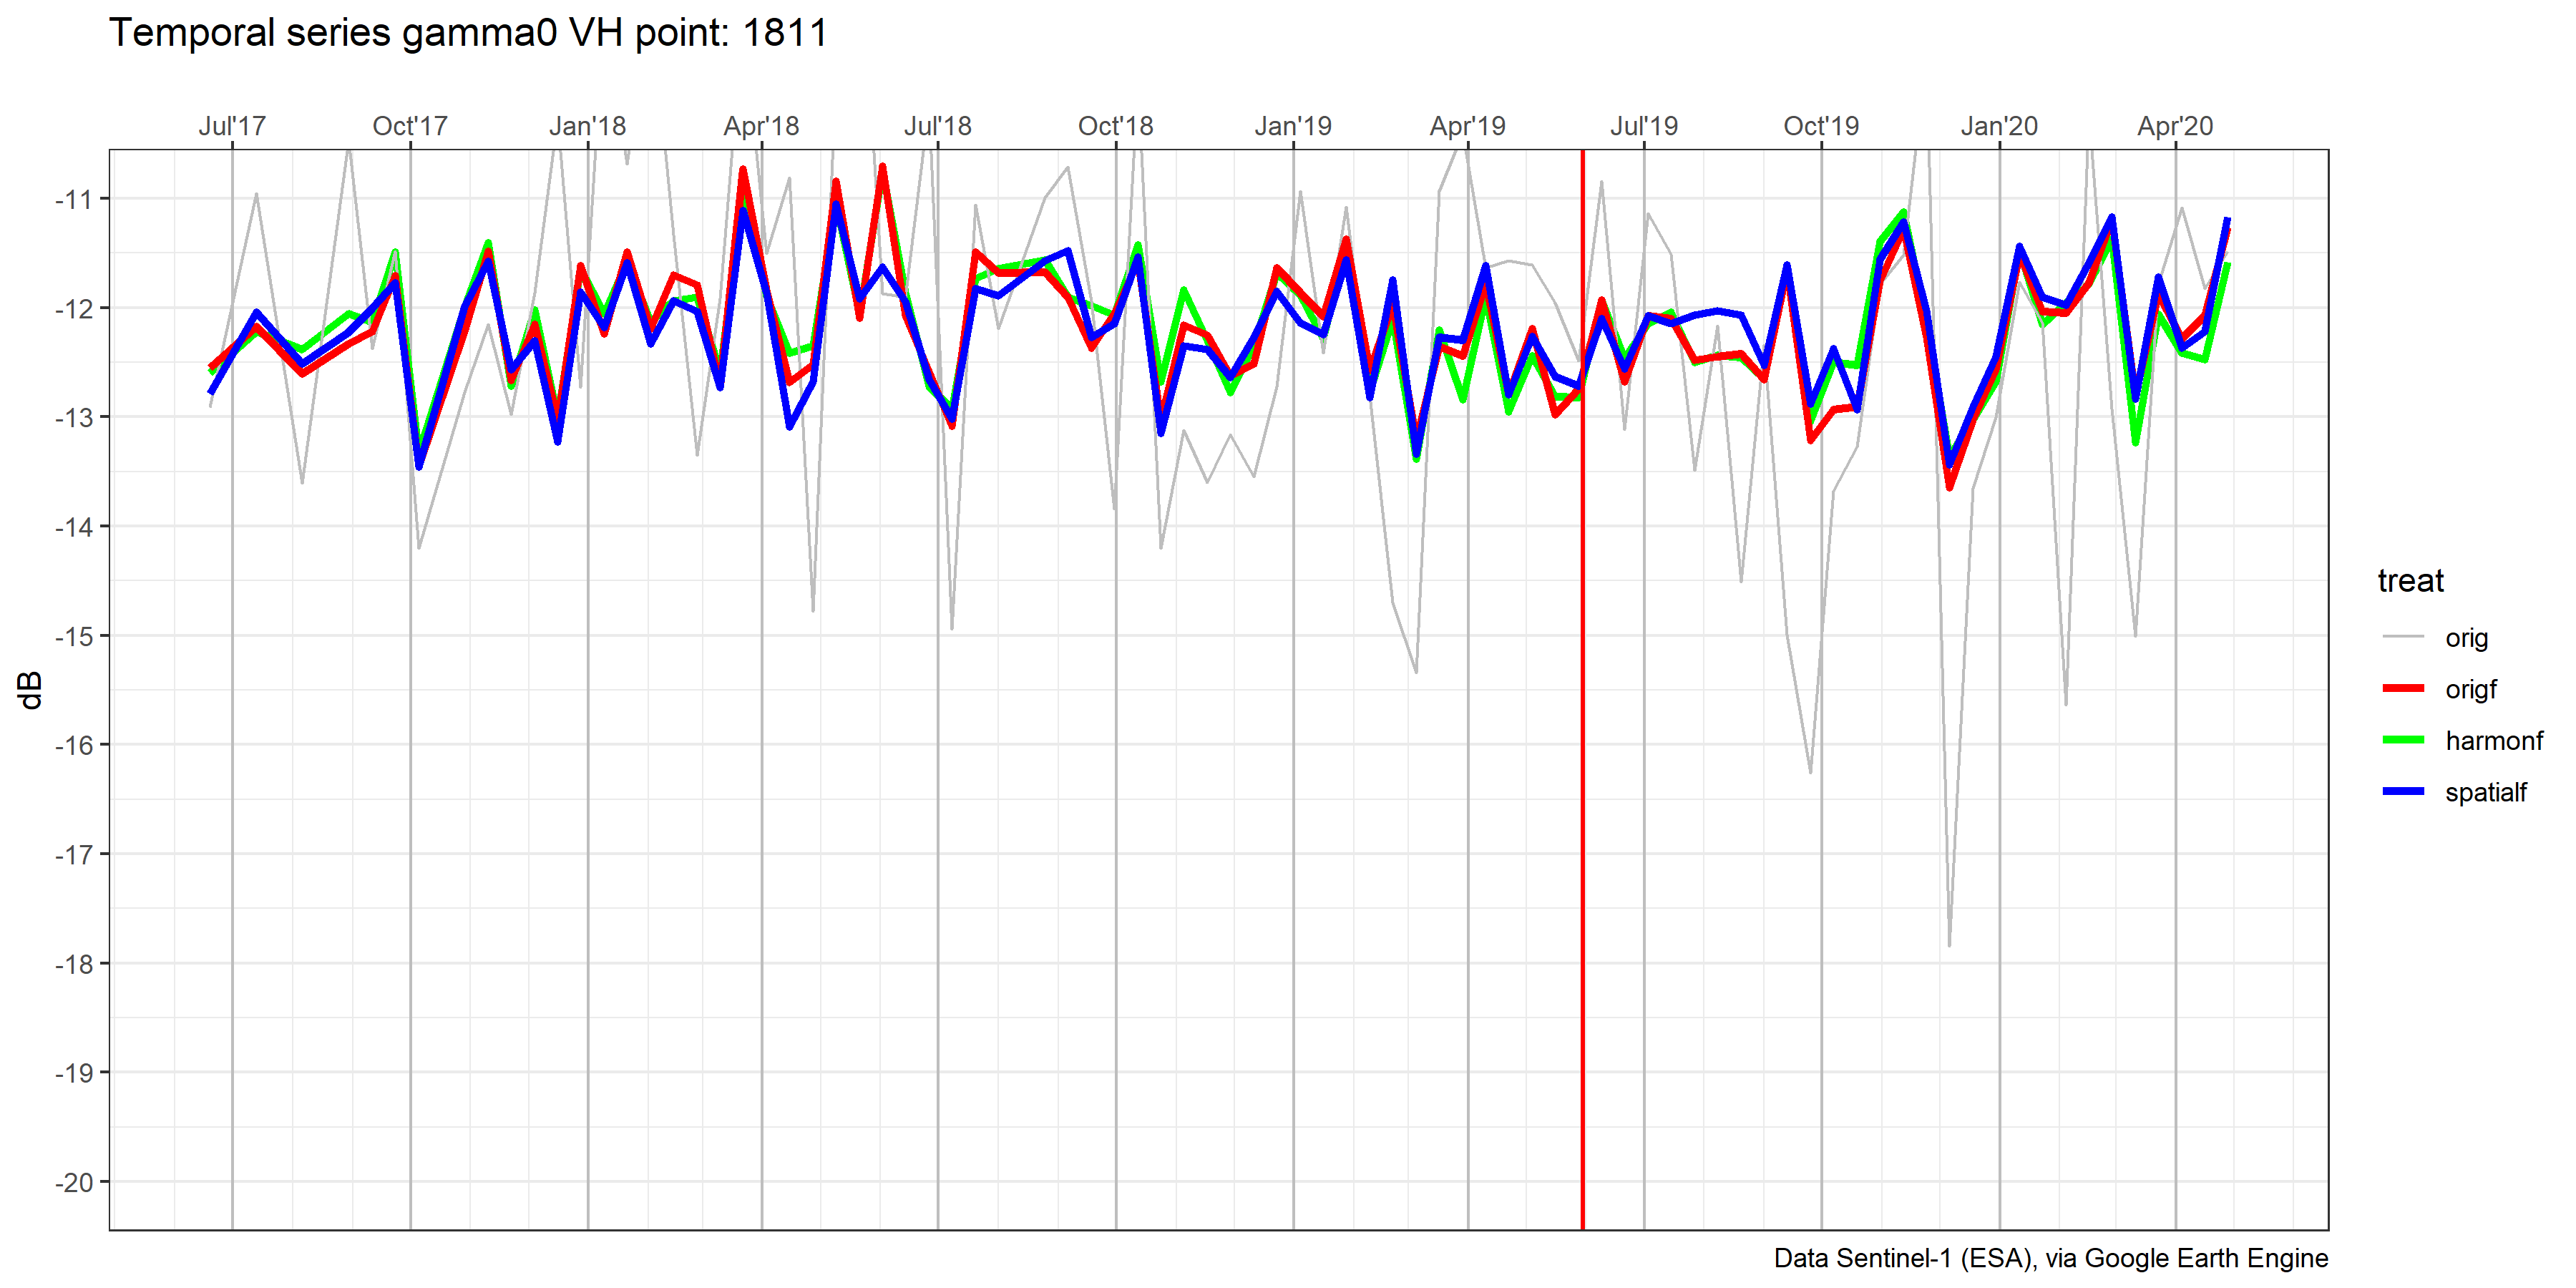 Temporal series gamma0 VH point: 1811
Jul'17 Oct'17 Jan'18 Apr'18 Jul'18 Oct'18 Jan'19 Apr'19 Jul'19 Oct'19 Jan'20 Apr'20
-11
-12
-13
-14
-15
-16
-17
-18
-19
-20
dB
treat
orig
origf
harmonf
spatialf
Data Sentinel-1 (ESA), via Google Earth Engine